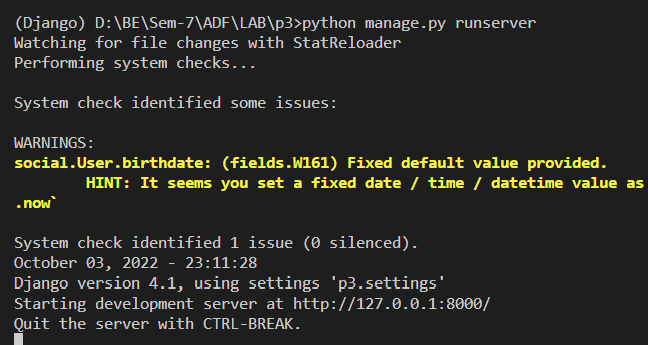 (Django) D:\BE\Sem-7\ADF\LAB\p3>python manage.py runserver
Watching for file changes with StatReloader
Performing system checks...
System check identified some issues:
WARNINGS:
social.User.birthdate: (fields.W161) Fixed default value provided.
HINT: It seems you set a fixed date / time / datetime value as
.now`
System check identified 1 issue (0 silenced).
October 03, 2022 - 23:11:28
Django version 4.1, using settings 'p3.settings'
Starting development server at http://127.0.0.1:8000/
Quit the server with CTRL-BREAK.